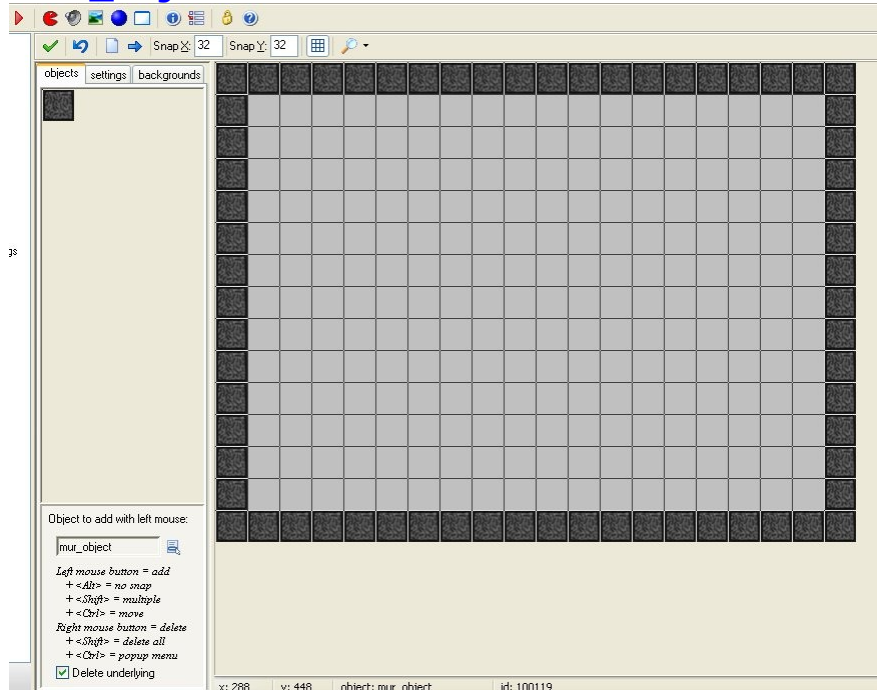 Snap X: 32 Snap Y: 32
objects settings backgrounds
gs
Object to add with left mouse:
mur_object
Left mouse button = add
+ <Alt> = no snap
+ <Shift> = multiple
+ <Ctrl> = move
Right mouse button = delete
+ <Shift> = delete all
+ <Ctrl> = popup menu
Delete underlying
x: 288 y: 448 object: mur_object id: 100119